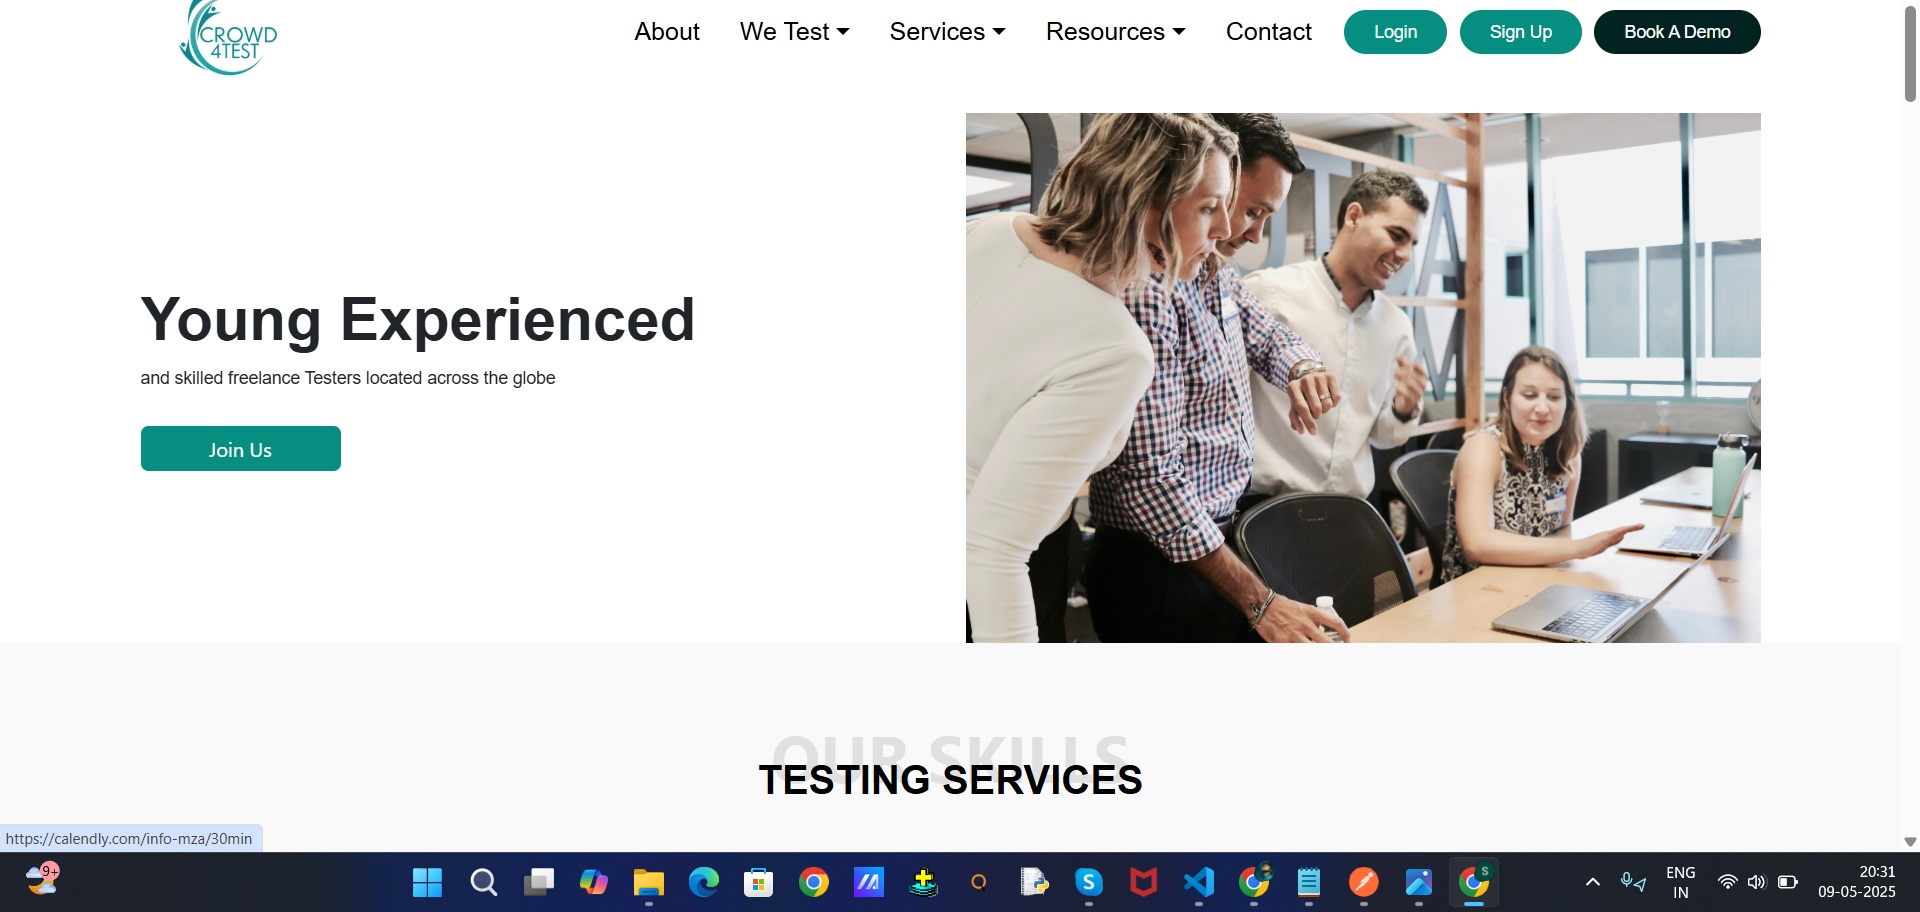 CROWD
4TEST
About
We Test
Services
Resources
Contact
Login
Sign Up
Book A Demo
Young Experienced
and skilled freelance Testers located across the globe
Join Us
OUR SKILLS
TESTING SERVICES
https://calendly.com/info-mza/30min
9+
S
S
ENG
IN
20:31
09-05-2025